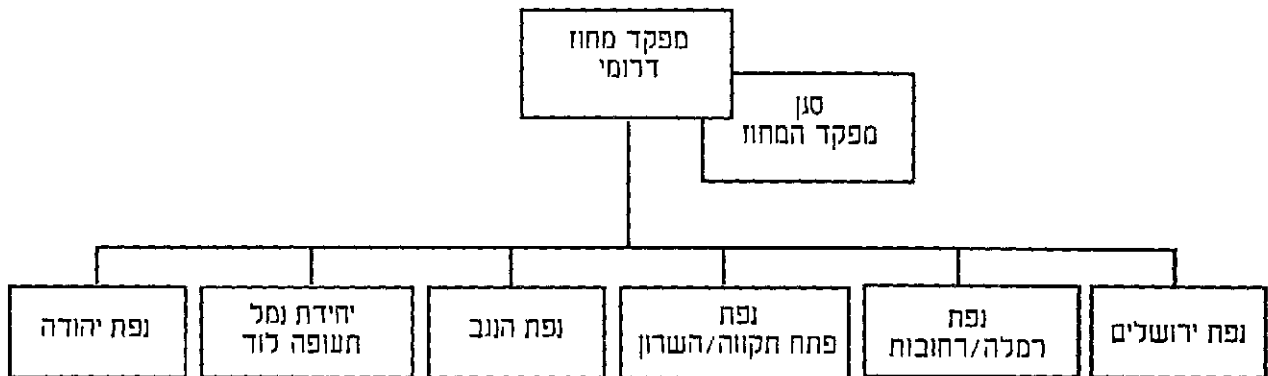 מפקד מחוז
דרומי
סגן
מפקד המחוז
נפת ירושלים
נפת
רמלה/רחובות
נפת
פתח תקווה/השרון
נפת הנגב
יחידת נמל
תעופה לוד
נפת יהודה